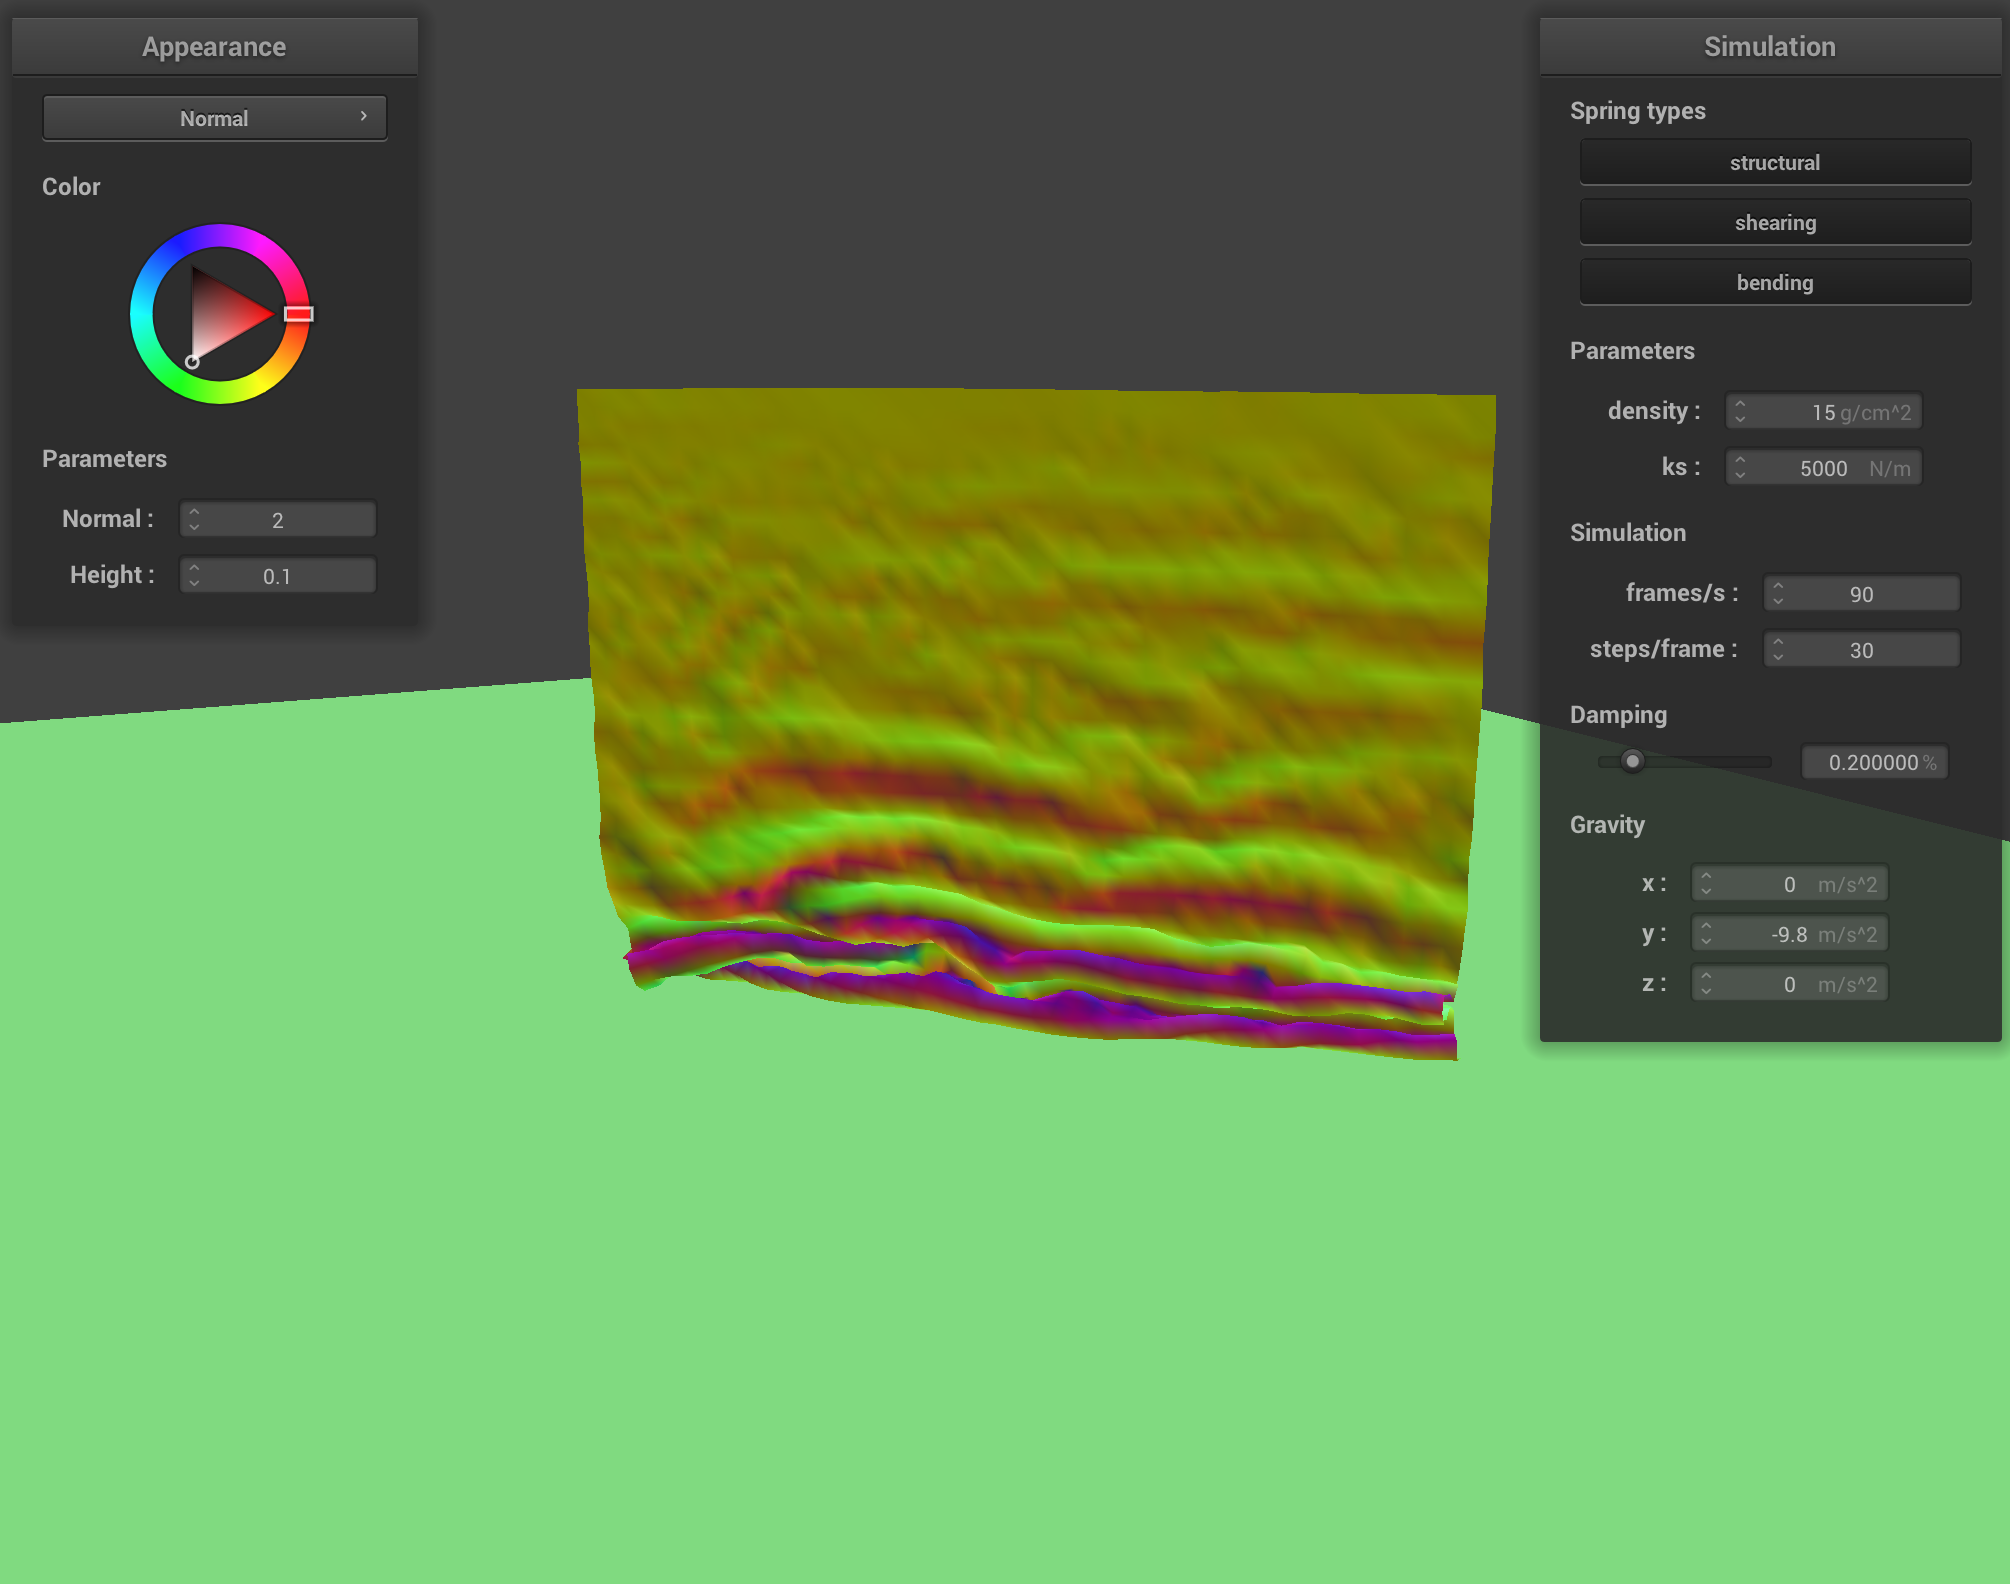 Appearance
Normal
Color
Parameters
Normal : 2
Height : 0.1
Simulation
Spring types
structural
shearing
bending
Parameters
density : 15 g/cm^2
ks : 5000 N/m
Simulation
frames/s : 90
steps/frame : 30
Damping
0.200000 %
Gravity
x : 0 m/s^2
y : -9.8 m/s^2
z : 0 m/s^2